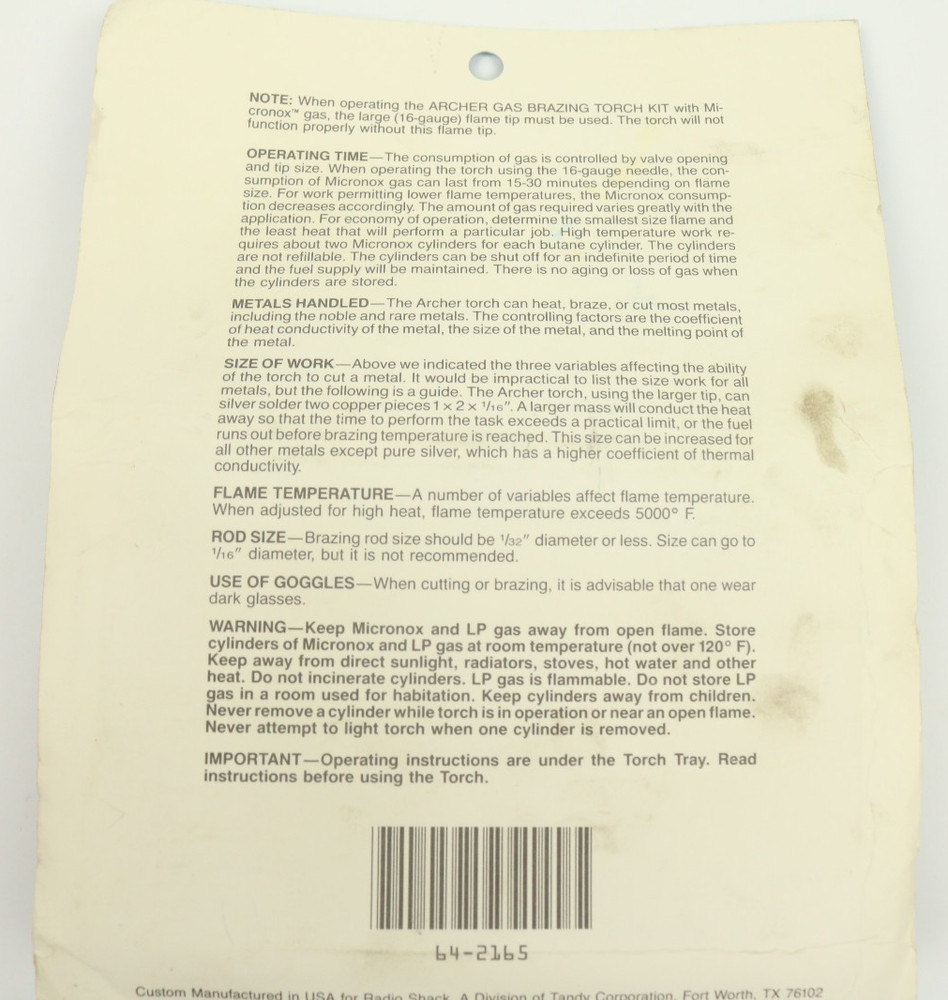 NOTE: When operating the ARCHER GAS BRAZING TORCH KIT with Mi-
cronox™ gas, the large (16-gauge) flame tip must be used. The torch will not
function properly without this flame tip.
OPERATING TIME—The consumption of gas is controlled by valve opening
and tip size. When operating the torch using the 16-gauge needle, the con-
sumption of Micronox gas can last from 15-30 minutes depending on flame
size. For work permitting lower flame temperatures, the Micronox consump-
tion decreases accordingly. The amount of gas required varies greatly with the
application. For economy of operation, determine the smallest size flame and
the least heat that will perform a particular job. High temperature work re-
quires about two Micronox cylinders for each butane cylinder. The cylinders
are not refillable. The cylinders can be shut off for an indefinite period of time
and the fuel supply will be maintained. There is no aging or loss of gas when
the cylinders are stored.
METALS HANDLED—The Archer torch can heat, braze, or cut most metals,
including the noble and rare metals. The controlling factors are the coefficient
of heat conductivity of the metal, the size of the metal, and the melting point of
the metal.
SIZE OF WORK—Above we indicated the three variables affecting the ability
of the torch to cut a metal. It would be impractical to list the size work for all
metals, but the following is a guide. The Archer torch, using the larger tip, can
silver solder two copper pieces 1 x 2 x 1/16". A larger mass will conduct the heat
away so that the time to perform the task exceeds a practical limit, or the fuel
runs out before brazing temperature is reached. This size can be increased for
all other metals except pure silver, which has a higher coefficient of thermal
conductivity.
FLAME TEMPERATURE—A number of variables affect flame temperature.
When adjusted for high heat, flame temperature exceeds 5000° F.
ROD SIZE—Brazing rod size should be 1/32" diameter or less. Size can go to
1/16" diameter, but it is not recommended.
USE OF GOGGLES—When cutting or brazing, it is advisable that one wear
dark glasses.
WARNING—Keep Micronox and LP gas away from open flame. Store
cylinders of Micronox and LP gas at room temperature (not over 120° F).
Keep away from direct sunlight, radiators, stoves, hot water and other
heat. Do not incinerate cylinders. LP gas is flammable. Do not store LP
gas in a room used for habitation. Keep cylinders away from children.
Never remove a cylinder while torch is in operation or near an open flame.
Never attempt to light torch when one cylinder is removed.
IMPORTANT—Operating instructions are under the Torch Tray. Read
instructions before using the Torch.
64-2165
Custom Manufactured in USA for Radio Shack, A Division of Tandy Corporation, Fort Worth, TX 76102